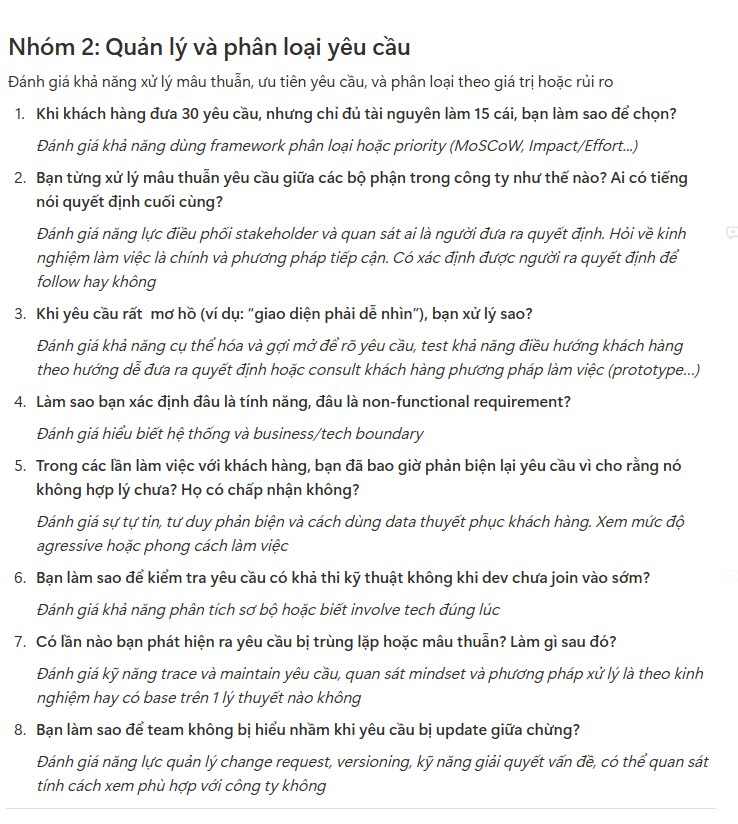 Nhóm 2: Quản lý và phân loại yêu cầu
Đánh giá khả năng xử lý mâu thuẫn, ưu tiên yêu cầu, và phân loại theo giá trị hoặc rủi ro
1. Khi khách hàng đưa 30 yêu cầu, nhưng chỉ đủ tài nguyên làm 15 cái, bạn làm sao để chọn?
Đánh giá khả năng dùng framework phân loại hoặc priority (MoSCoW, Impact/Effort...)
2. Bạn từng xử lý mâu thuẫn yêu cầu giữa các bộ phận trong công ty như thế nào? Ai có tiếng
nói quyết định cuối cùng?
Đánh giá năng lực điều phối stakeholder và quan sát ai là người đưa ra quyết định. Hỏi về kinh
nghiệm làm việc là chính và phương pháp tiếp cận. Có xác định được người ra quyết định để
follow hay không
3. Khi yêu cầu rất  mơ hồ (ví dụ: "giao diện phải dễ nhìn"), bạn xử lý sao?
Đánh giá khả năng cụ thể hóa và gợi mở để rõ yêu cầu, test khả năng điều hướng khách hàng
theo hướng dễ đưa ra quyết định hoặc consult khách hàng phương pháp làm việc (prototype...)
4. Làm sao bạn xác định đâu là tính năng, đâu là non-functional requirement?
Đánh giá hiểu biết hệ thống và business/tech boundary
5. Trong các lần làm việc với khách hàng, bạn đã bao giờ phản biện lại yêu cầu vì cho rằng nó
không hợp lý chưa? Họ có chấp nhận không?
Đánh giá sự tự tin, tư duy phản biện và cách dùng data thuyết phục khách hàng. Xem mức độ
agressive hoặc phong cách làm việc
6. Bạn làm sao để kiểm tra yêu cầu có khả thi kỹ thuật không khi dev chưa join vào sớm?
Đánh giá khả năng phân tích sơ bộ hoặc biết involve tech đúng lúc
7. Có lần nào bạn phát hiện ra yêu cầu bị trùng lặp hoặc mâu thuẫn? Làm gì sau đó?
Đánh giá kỹ năng trace và maintain yêu cầu, quan sát mindset và phương pháp xử lý là theo kinh
nghiệm hay có base trên 1 lý thuyết nào không
8. Bạn làm sao để team không bị hiểu nhầm khi yêu cầu bị update giữa chừng?
Đánh giá năng lực quản lý change request, versioning, kỹ năng giải quyết vấn đề, có thể quan sát
tính cách xem phù hợp với công ty không